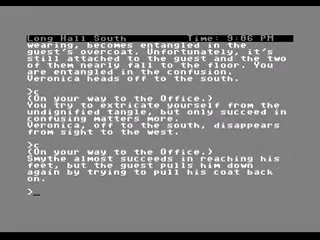 Long Hall South Time: 9:06 PM
wearing, becomes entangled in the
guest's overcoat. Unfortunately, it's
still attached to the guest and the two
of them nearly fall to the floor. You
are entangled in the confusion.
Veronica heads off to the south.
>c
(On your way to the Office.)
You try to extricate yourself from the
undignified tangle, but only succeed in
confusing matters more.
Veronica, off to the south, disappears
from sight to the west.
>c
(On your way to the Office.)
Smythe almost succeeds in reaching his
feet, but the guest pulls him down
again by trying to pull his coat back
on.
>